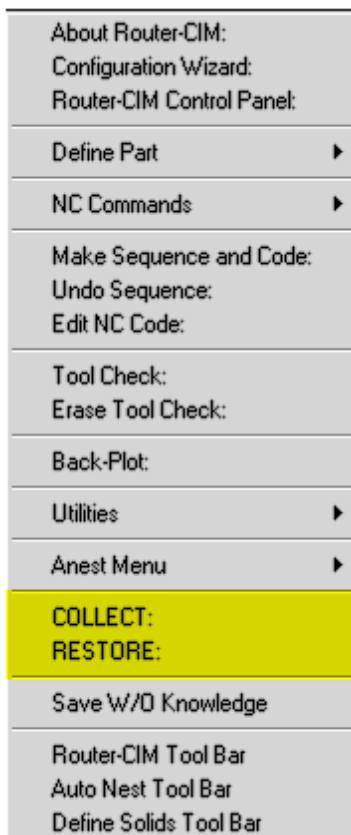 About Router-CIM:
Configuration Wizard:
Router-CIM Control Panel:
Define Part
NC Commands
Make Sequence and Code:
Undo Sequence:
Edit NC Code:
Tool Check:
Erase Tool Check:
Back-Plot:
Utilities
Anest Menu
COLLECT:
RESTORE:
Save W/O Knowledge
Router-CIM Tool Bar
Auto Nest Tool Bar
Define Solids Tool Bar